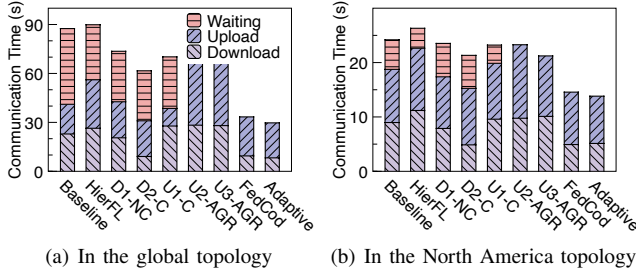 Communication Time (s)
90
60
30
0
Waiting
Upload
Download
Baseline
HierFL
D1-NC
D2-C
U1-C
U2-AGR
U3-AGR
FedCod
Adaptive
(a) In the global topology
Communication Time (s)
20
10
0
Baseline
HierFL
D1-NC
D2-C
U1-C
U2-AGR
U3-AGR
FedCod
Adaptive
(b) In the North America topology